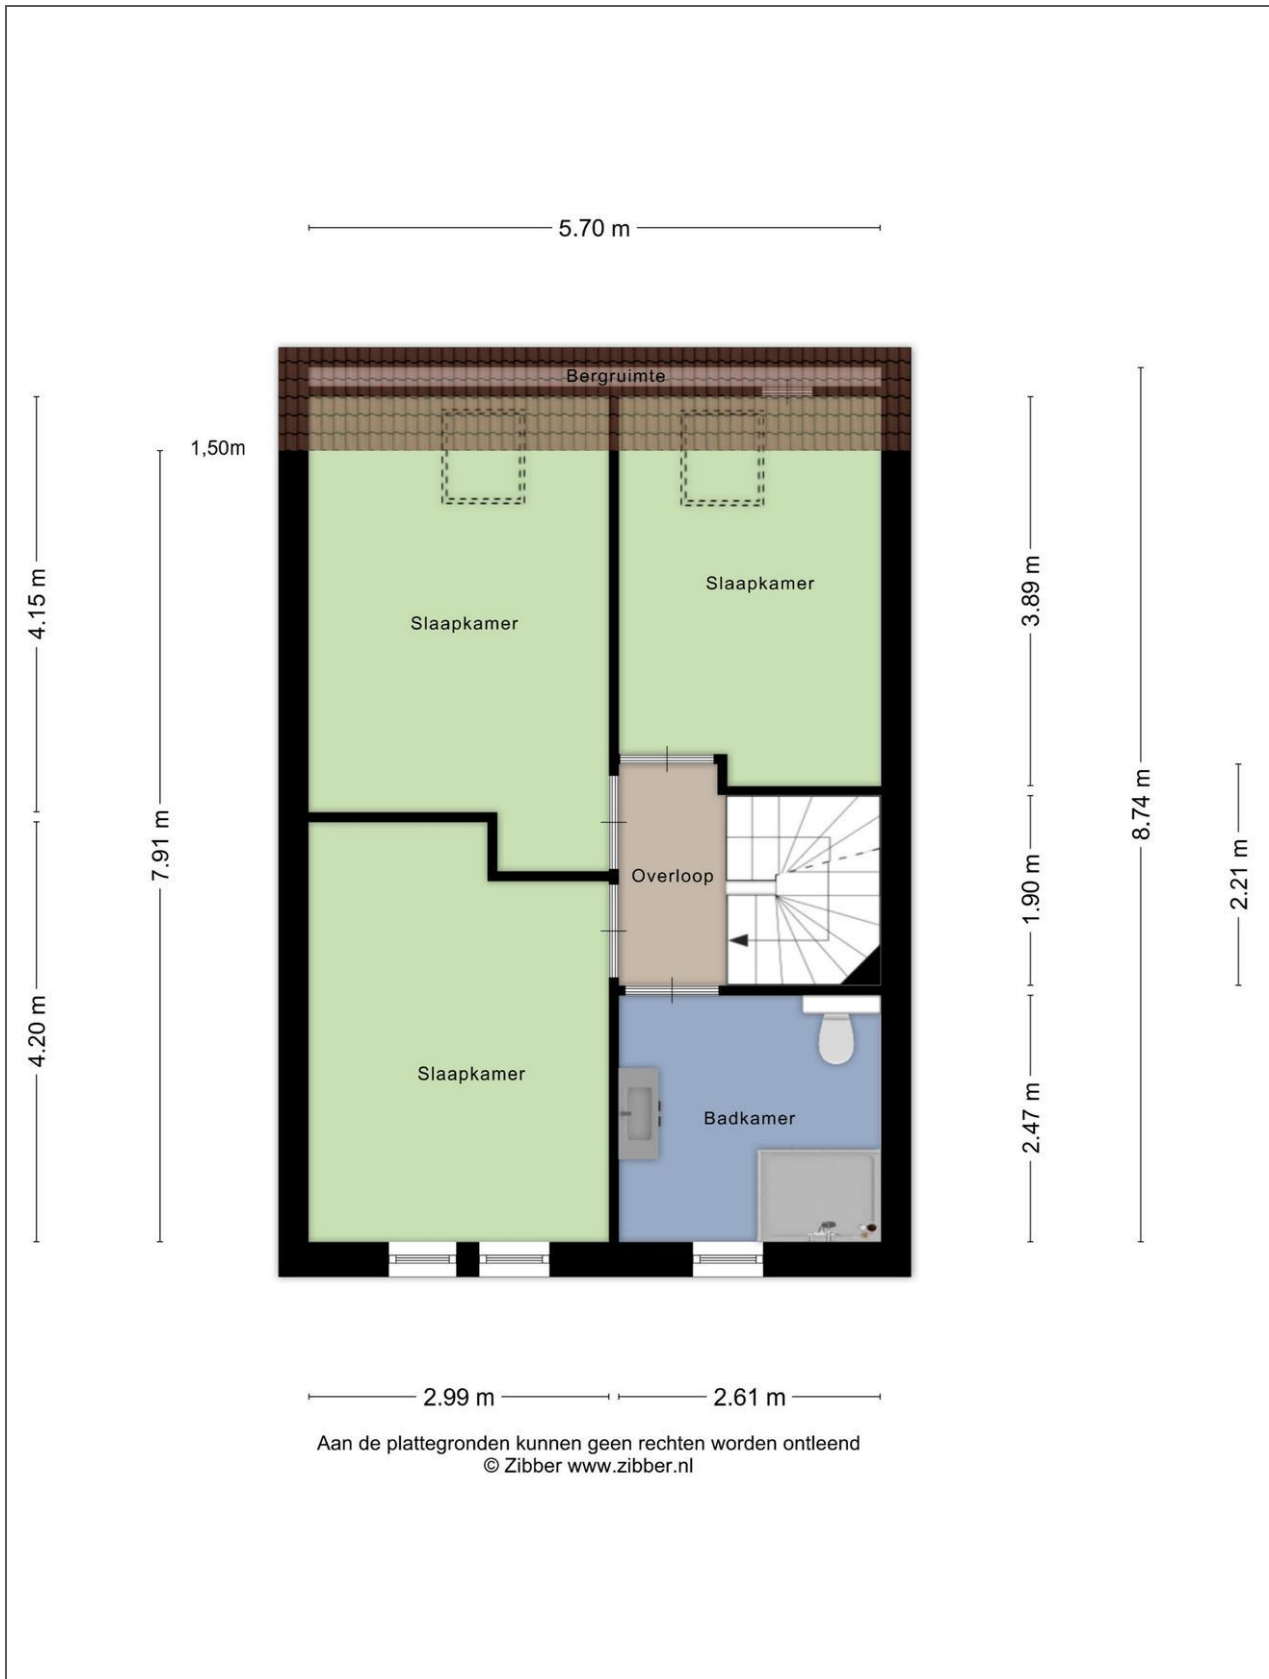 5.70 m
Bergruimte
1,50m
4.15 m
3.89 m
Slaapkamer
Slaapkamer
7.91 m
8.74 m
Overloop
1.90 m
2.21 m
4.20 m
Slaapkamer
Badkamer
2.47 m
2.99 m
2.61 m
Aan de plattegronden kunnen geen rechten worden ontleend
© Zibber www.zibber.nl